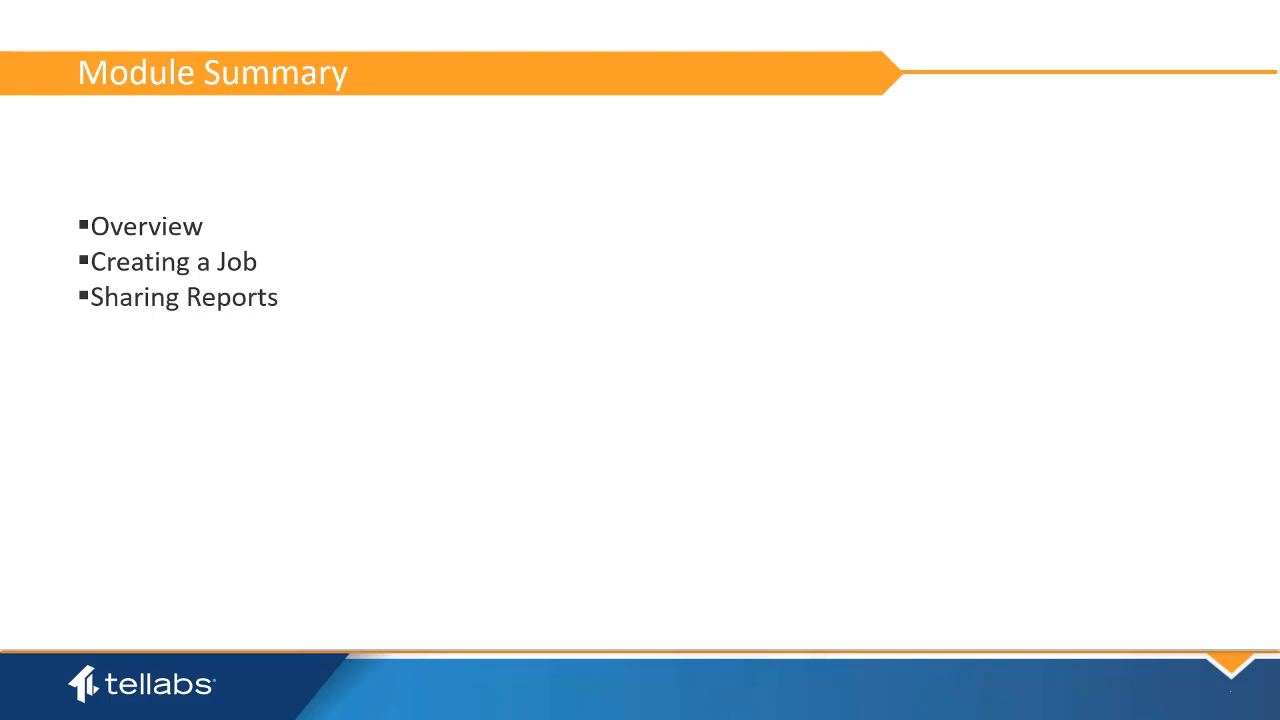 Module Summary
▪Overview
▪Creating a Job
▪Sharing Reports
tellabs